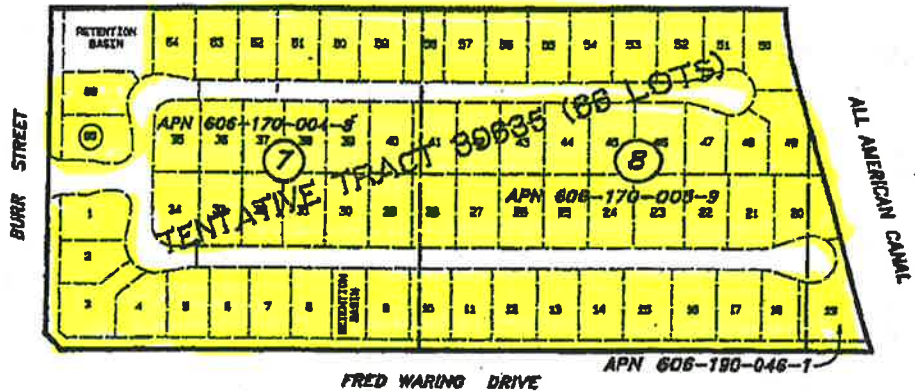 RETENTION
BASIN
64 63 62 61 60 59 58 57 56 55 54 53 52 51 50
66
65
APN 606-170-004-8
35 36 37 38 39 40 41 43 44 45 46 47 48 49
7
8
TENTATIVE TRACT 39635 (66 LOTS)
APN 606-170-005-9
1
34 31 30 29 28 27 26 25 24 23 22 21 20
2
3 4 5 6 7 8
RETENTION
BASIN
9 10 11 12 13 14 15 16 17 18 19
BURR STREET
ALL AMERICAN CANAL
APN 606-190-046-1
FRED WARING DRIVE